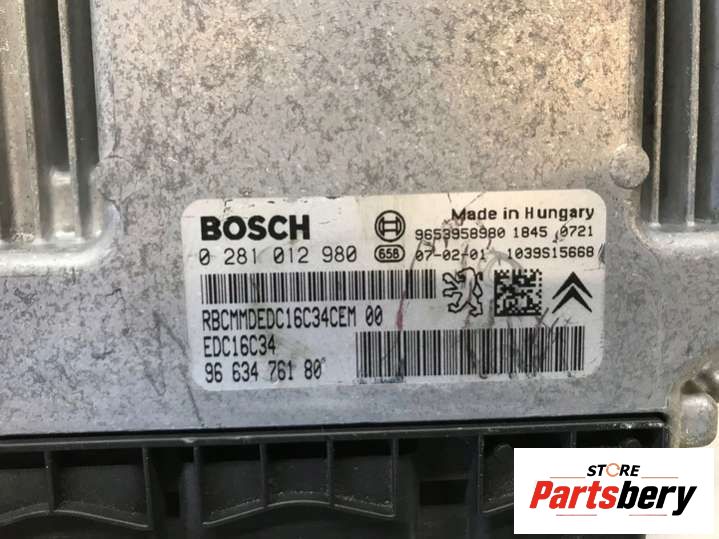 BOSCH
Made in Hungary
9653958980 1845 0721
0 281 012 980
658
07-02-01 1039S15668
RBCMMDEDC16C34CEM 00
EDC16C34
96 634 761 80
STORE
Partsbery